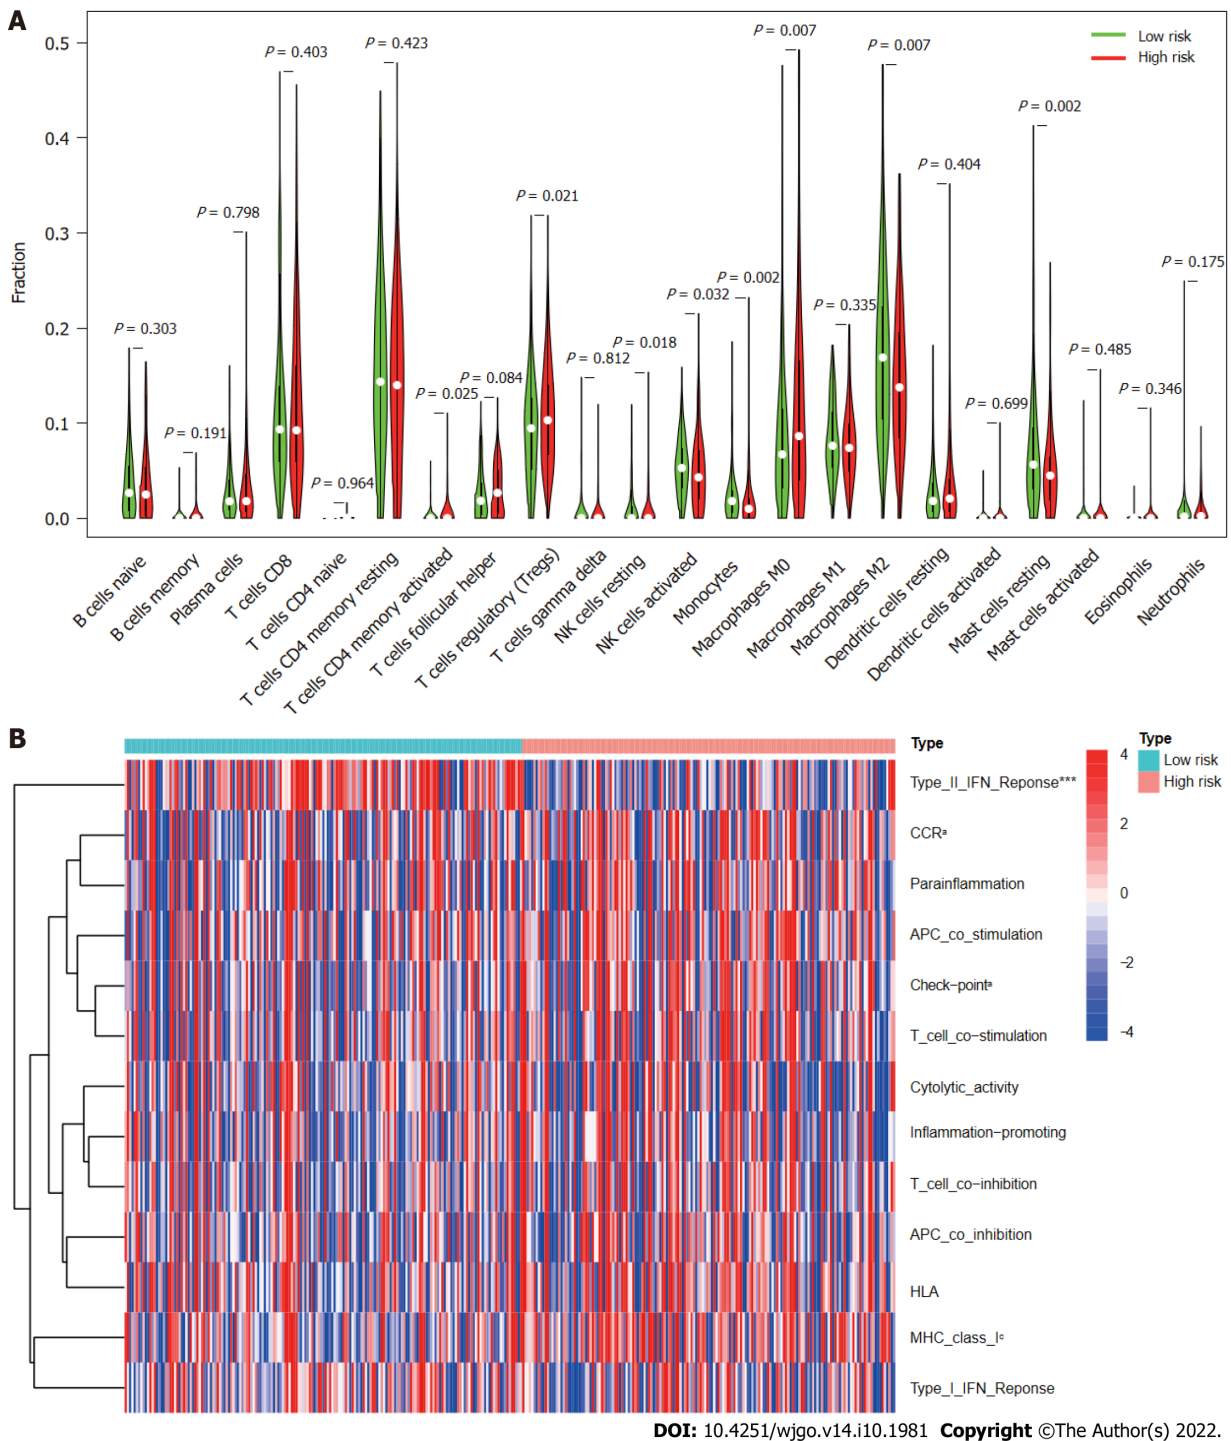 A
Low risk
High risk
Fraction
0.5
0.4
0.3
0.2
0.1
0.0
P = 0.303
P = 0.191
P = 0.798
P = 0.403
P = 0.964
P = 0.423
P = 0.025
P = 0.084
P = 0.021
P = 0.812
P = 0.018
P = 0.032
P = 0.002
P = 0.007
P = 0.335
P = 0.007
P = 0.404
P = 0.699
P = 0.002
P = 0.485
P = 0.346
P = 0.175
B cells naive
B cells memory
Plasma cells
T cells CD8
T cells CD4 naive
T cells CD4 memory resting
T cells CD4 memory activated
T cells follicular helper
T cells regulatory (Tregs)
T cells gamma delta
NK cells resting
NK cells activated
Monocytes
Macrophages M0
Macrophages M1
Macrophages M2
Dendritic cells resting
Dendritic cells activated
Mast cells resting
Mast cells activated
Eosinophils
Neutrophils
B
Type
Type_II_IFN_Reponse***
CCRᵃ
Parainflammation
APC_co_stimulation
Check-pointᵃ
T_cell_co-stimulation
Cytolytic_activity
Inflammation-promoting
T_cell_co-inhibition
APC_co_inhibition
HLA
MHC_class_Iᶜ
Type_I_IFN_Reponse
4
2
0
-2
-4
Type
Low risk
High risk
DOI: 10.4251/wjgo.v14.i10.1981 Copyright ©The Author(s) 2022.